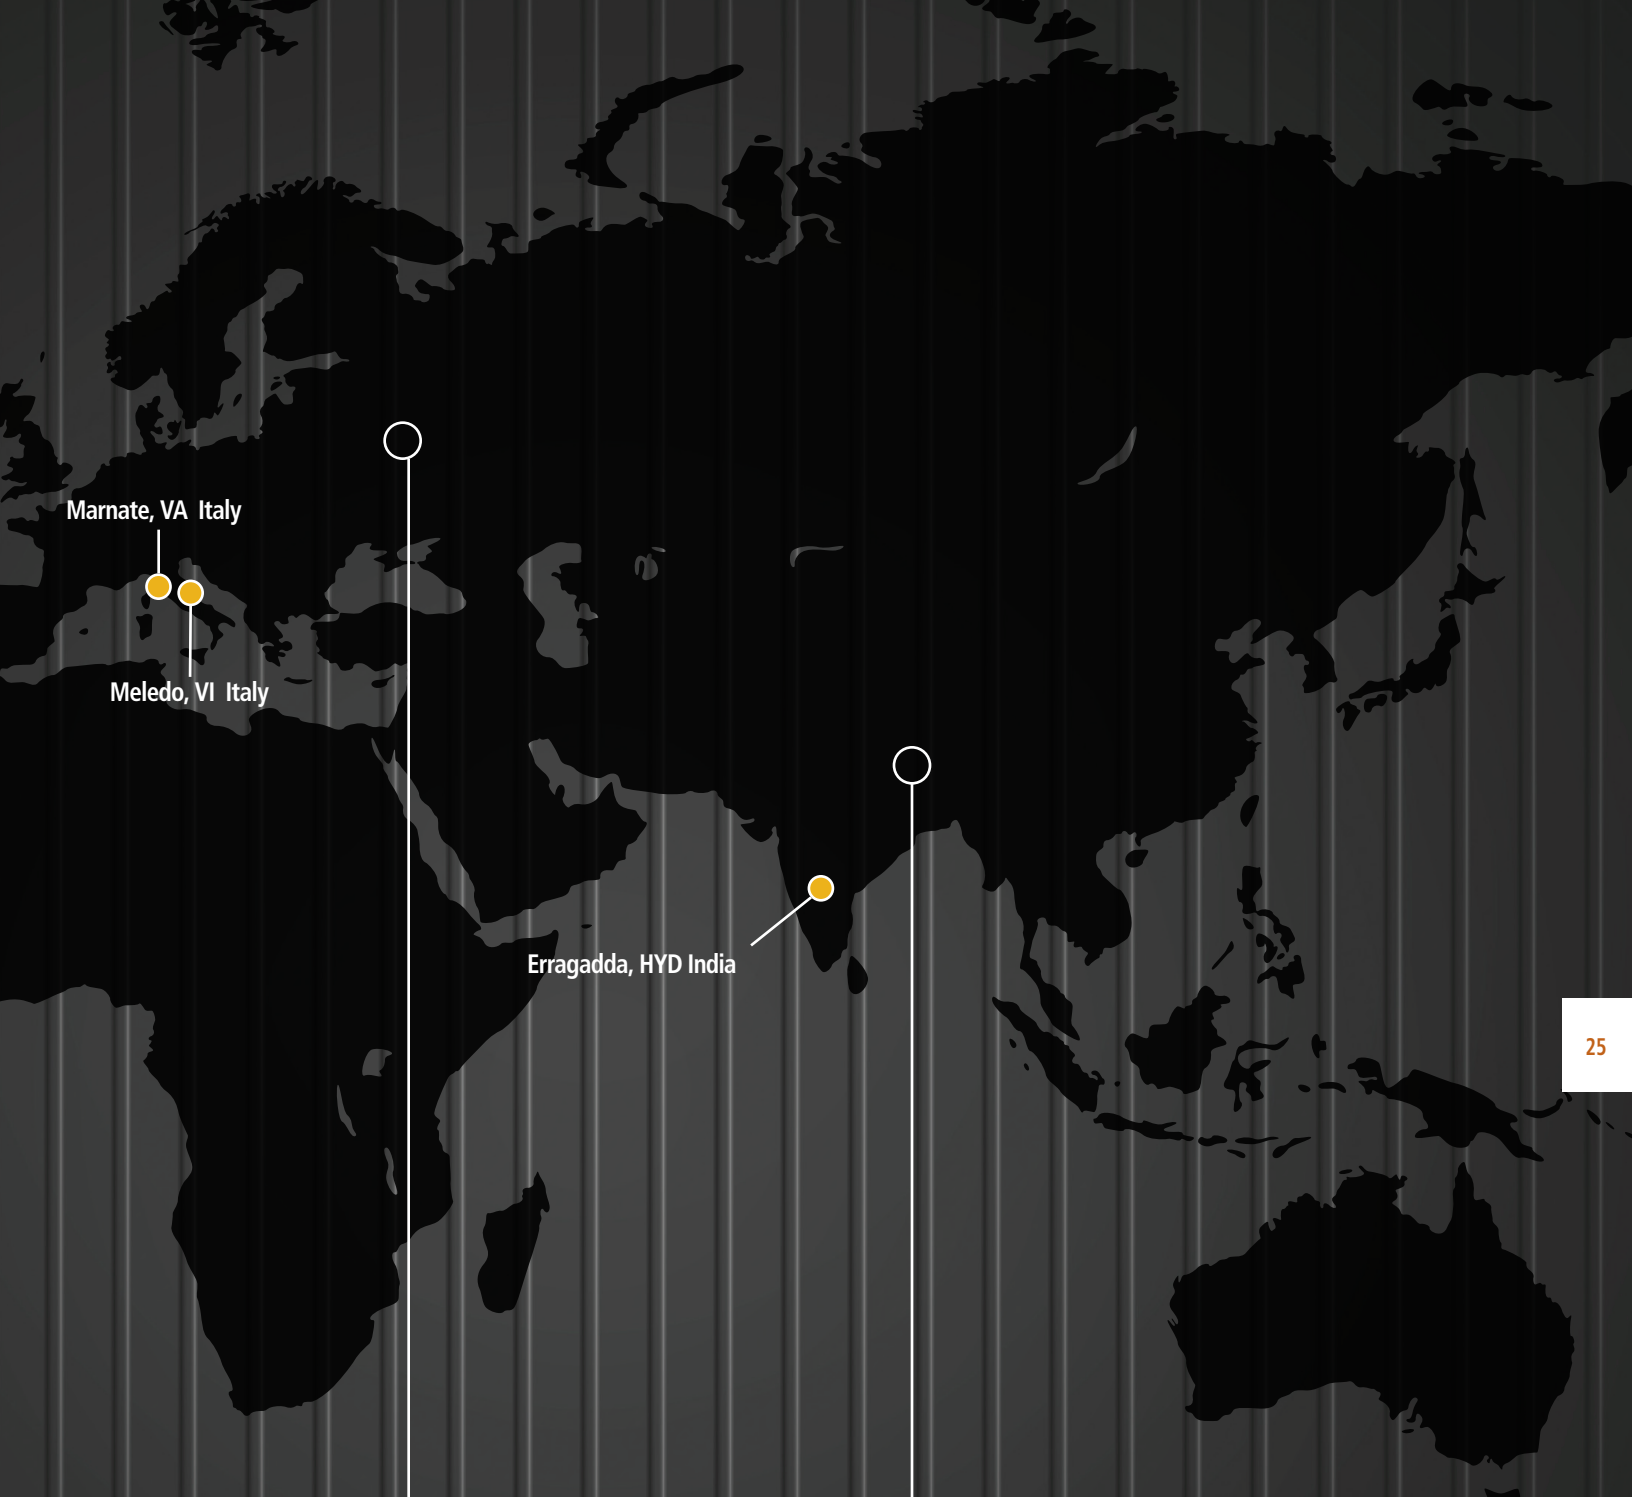 Marnate, VA Italy
Meledo, VI Italy
Erragadda, HYD India
25